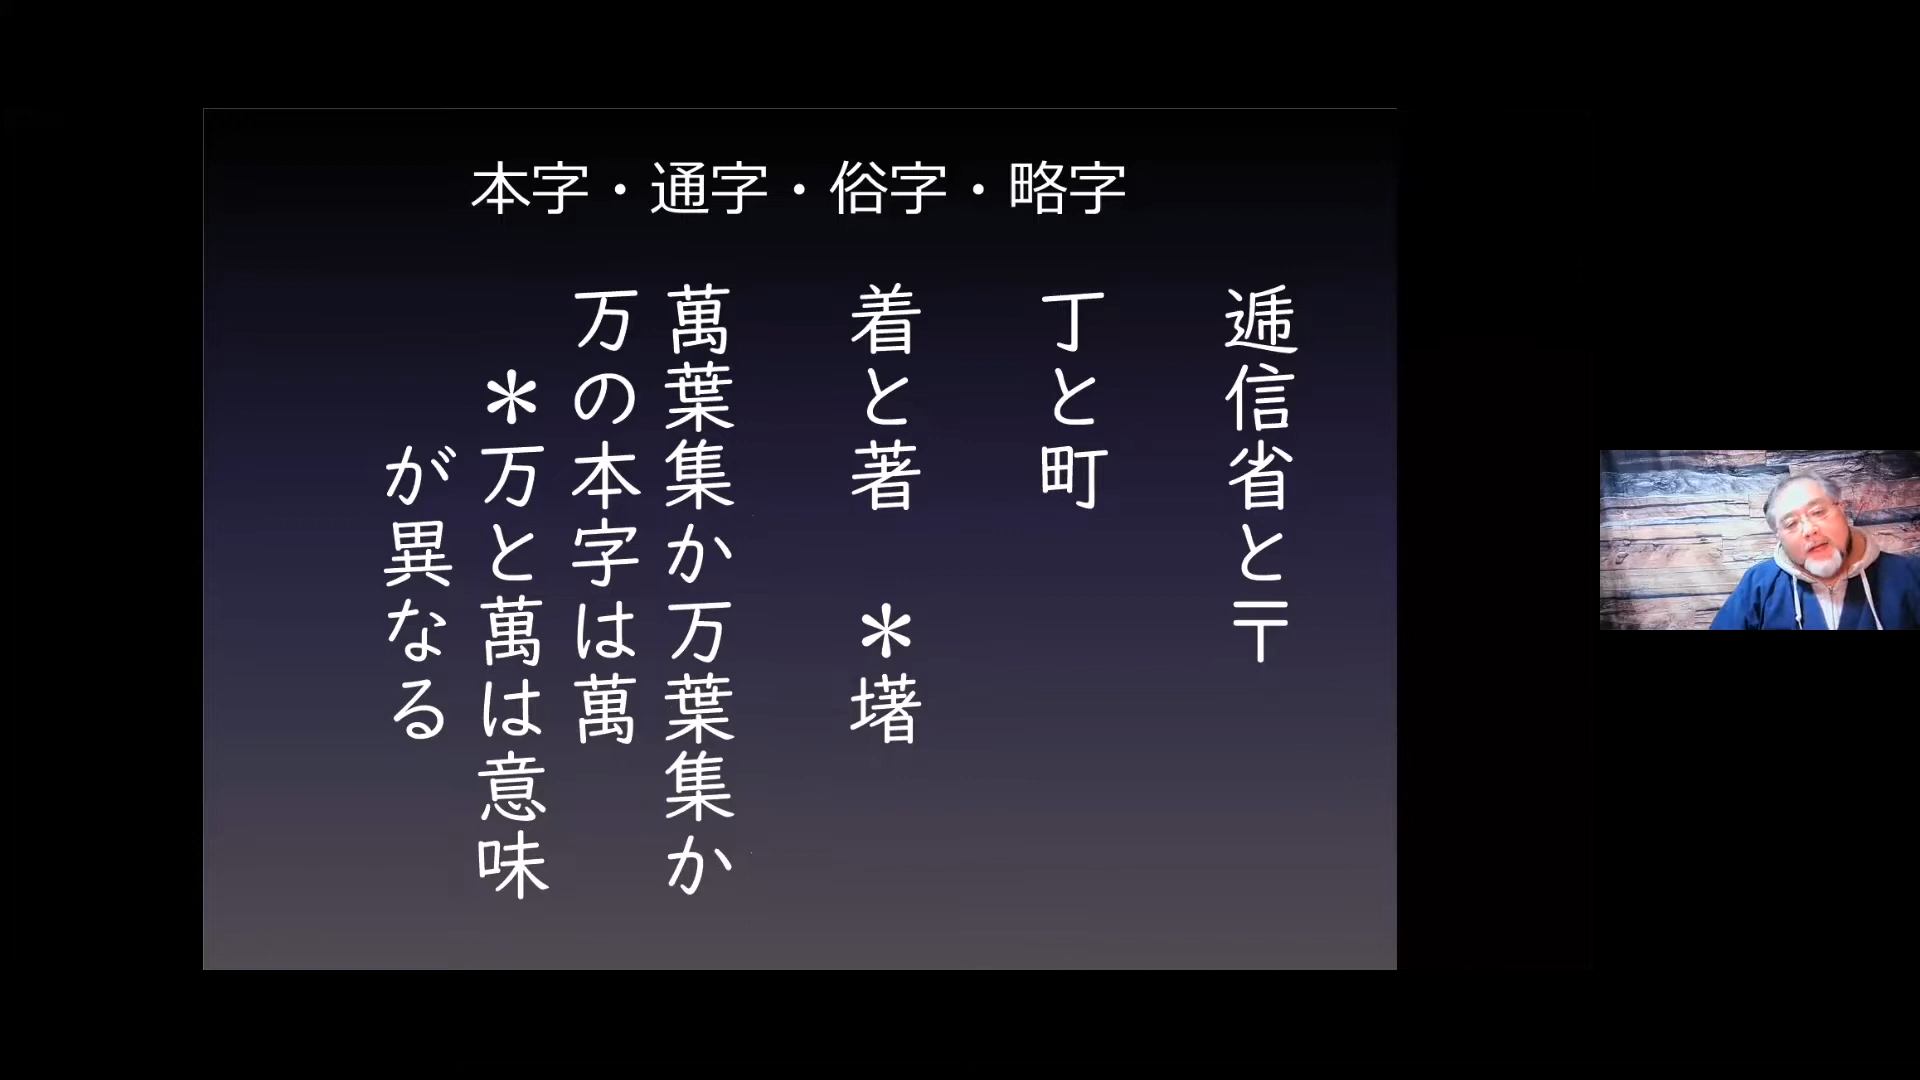 本字・通字・俗字・略字
逓信省と〒
丁と町
着と著　＊墸
萬葉集か万葉集か
万の本字は萬
＊万と萬は意味
が異なる